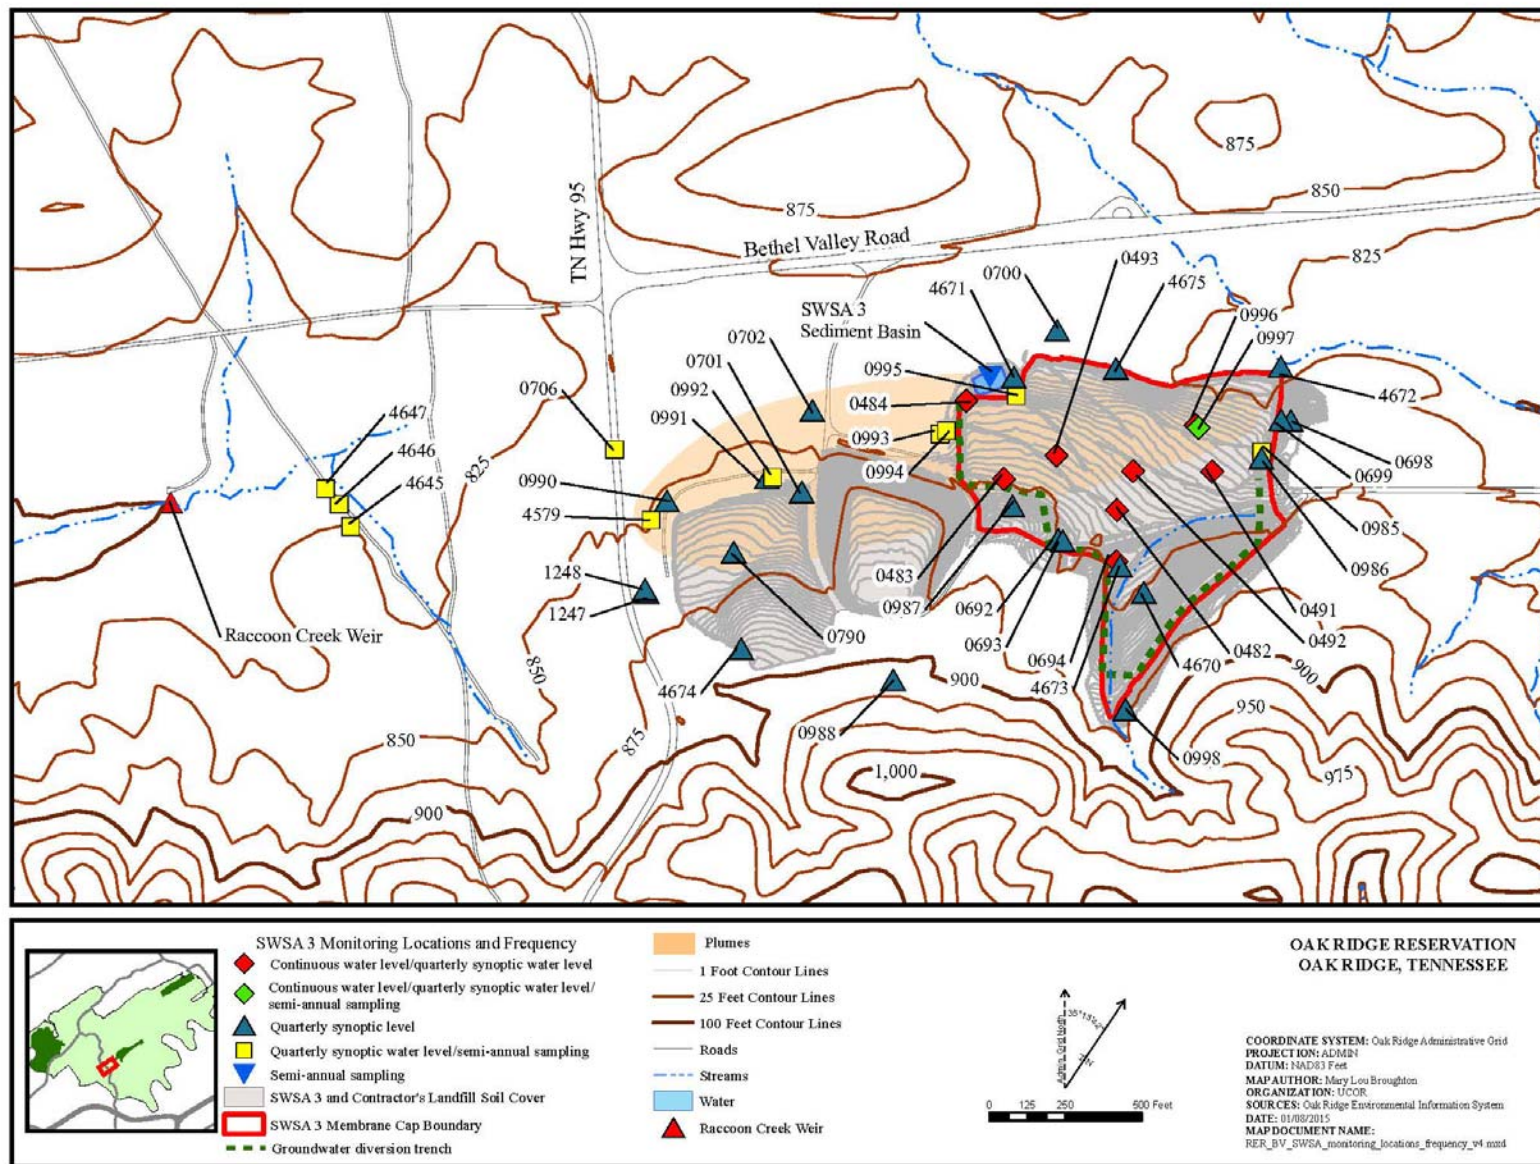 875
850
875
TN Hwy 95
Bethel Valley Road
825
0493
0700
4675
4671
0996
SWSA 3
Sediment Basin
0997
0702
0701
0995
0992
0706
0484
4672
0991
4647
0993
4646
825
0994
0698
0990
0699
4645
4579
0985
1248
0483
0986
1247
0987
0692
0491
Raccoon Creek Weir
0790
0693
0492
0694
0482
850
4674
900
4673
4670
900
875
950
850
0988
0998
1,000
975
900
SWSA 3 Monitoring Locations and Frequency
Continuous water level/quarterly synoptic water level
Continuous water level/quarterly synoptic water level/
semi-annual sampling
Quarterly synoptic level
Quarterly synoptic water level/semi-annual sampling
Semi-annual sampling
SWSA 3 and Contractor's Landfill Soil Cover
SWSA 3 Membrane Cap Boundary
Groundwater diversion trench
Plumes
1 Foot Contour Lines
25 Feet Contour Lines
100 Feet Contour Lines
Roads
Streams
Water
Raccoon Creek Weir
Admin. Grid North
0 125 250 500 Feet
OAK RIDGE RESERVATION
OAK RIDGE, TENNESSEE
COORDINATE SYSTEM: Oak Ridge Administrative Grid
PROJECTION: ADMIN
DATUM: NAD83 Feet
MAP AUTHOR: Mary Lou Broughton
ORGANIZATION: UCOR
SOURCES: Oak Ridge Environmental Information System
DATE: 01/08/2015
MAP DOCUMENT NAME:
RER_BV_SWSA_monitoring_locations_frequency_v4.mxd